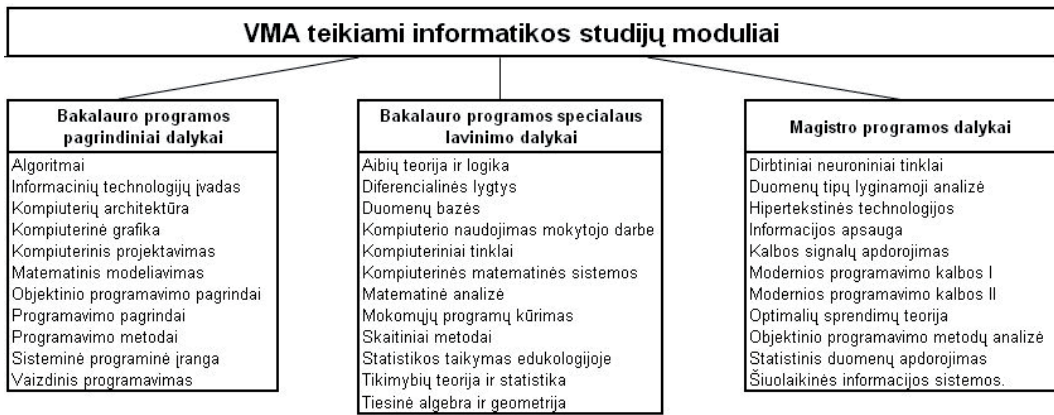 VMA teikiami informatikos studijų moduliai
Bakalauro programos
pagrindiniai dalykai
Algoritmai
Informacinių technologijų įvadas
Kompiuterių architektūra
Kompiuterinė grafika
Kompiuterinis projektavimas
Matematinis modeliavimas
Objektinio programavimo pagrindai
Programavimo pagrindai
Programavimo metodai
Sisteminė programinė įranga
Vaizdinis programavimas
Bakalauro programos specialaus
lavinimo dalykai
Aibių teorija ir logika
Diferencialinės lygtys
Duomenų bazės
Kompiuterio naudojimas mokytojo darbe
Kompiuteriniai tinklai
Kompiuterinės matematinės sistemos
Matematinė analizė
Mokomųjų programų kūrimas
Skaitiniai metodai
Statistikos taikymas edukologijoje
Tikimybių teorija ir statistika
Tiesinė algebra ir geometrija
Magistro programos dalykai
Dirbtiniai neuroniniai tinklai
Duomenų tipų lyginamoji analizė
Hipertekstinės technologijos
Informacijos apsauga
Kalbos signalų apdorojimas
Modernios programavimo kalbos I
Modernios programavimo kalbos II
Optimalių sprendimų teorija
Objektinio programavimo metodų analizė
Statistinis duomenų apdorojimas
Šiuolaikinės informacijos sistemos.